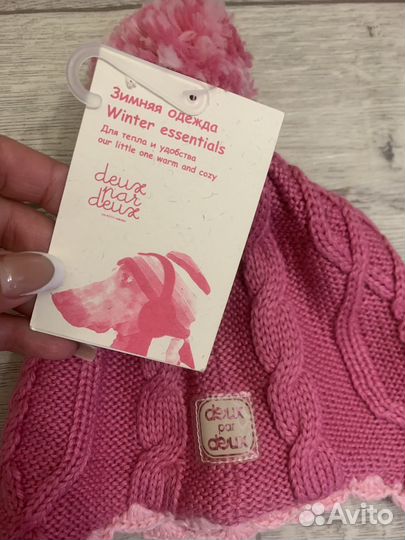 Зимняя одежда
Winter essentials
Для тепла и удобства
our little one warm and cozy
deux
par
deux
deux
par
deux
Avito